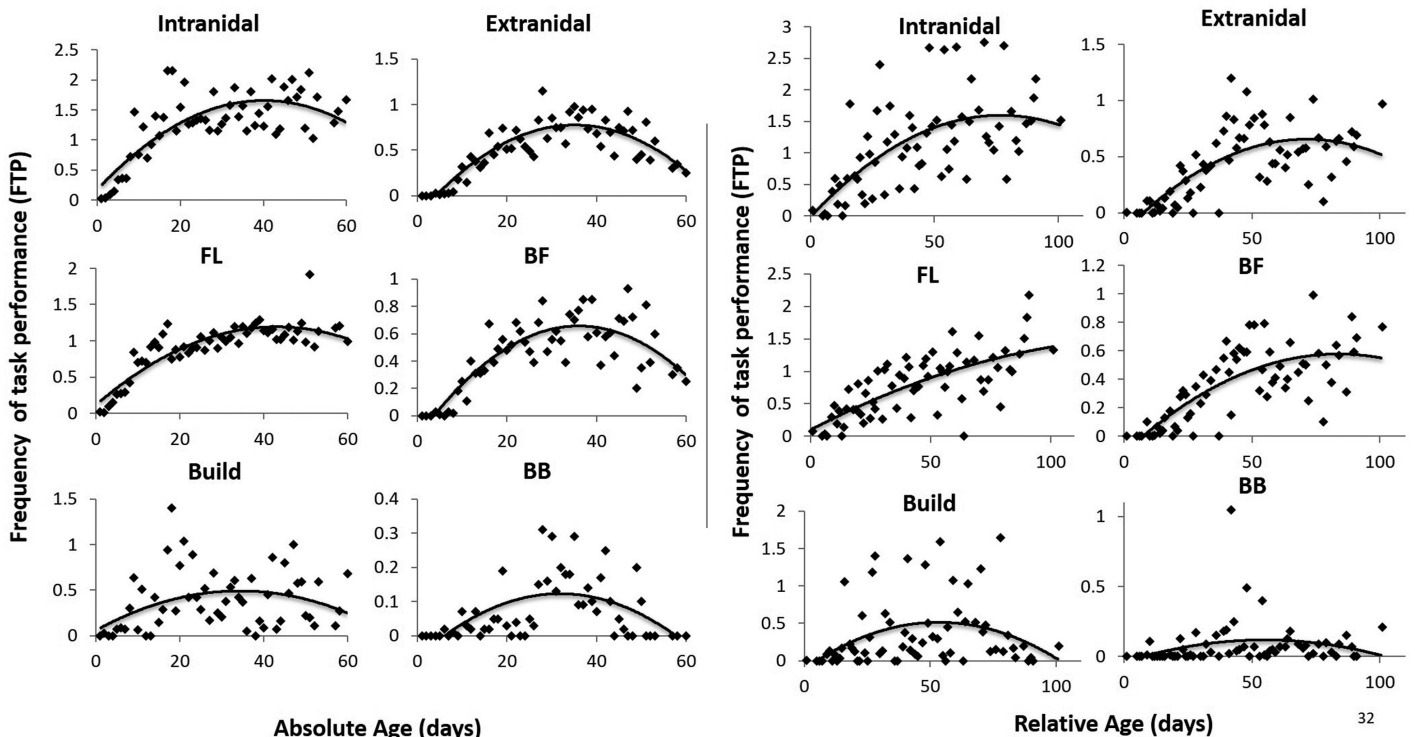 Intranidal
2.5
2
1.5
1
0.5
0
0 20 40 60
Extranidal
1.5
1
0.5
0
0 20 40 60
FL
2
1.5
1
0.5
0
0 20 40 60
BF
1
0.8
0.6
0.4
0.2
0
0 20 40 60
Build
1.5
1
0.5
0
0 20 40 60
BB
0.4
0.3
0.2
0.1
0
0 20 40 60
Frequency of task performance (FTP)
Absolute Age (days)
Intranidal
3
2.5
2
1.5
1
0.5
0
0 50 100
Extranidal
1.5
1
0.5
0
0 50 100
FL
2.5
2
1.5
1
0.5
0
0 50 100
BF
1.2
1
0.8
0.6
0.4
0.2
0
0 50 100
Build
2
1.5
1
0.5
0
0 50 100
BB
1
0.5
0
0 50 100
Frequency of task performance (FTP)
Relative Age (days)
32